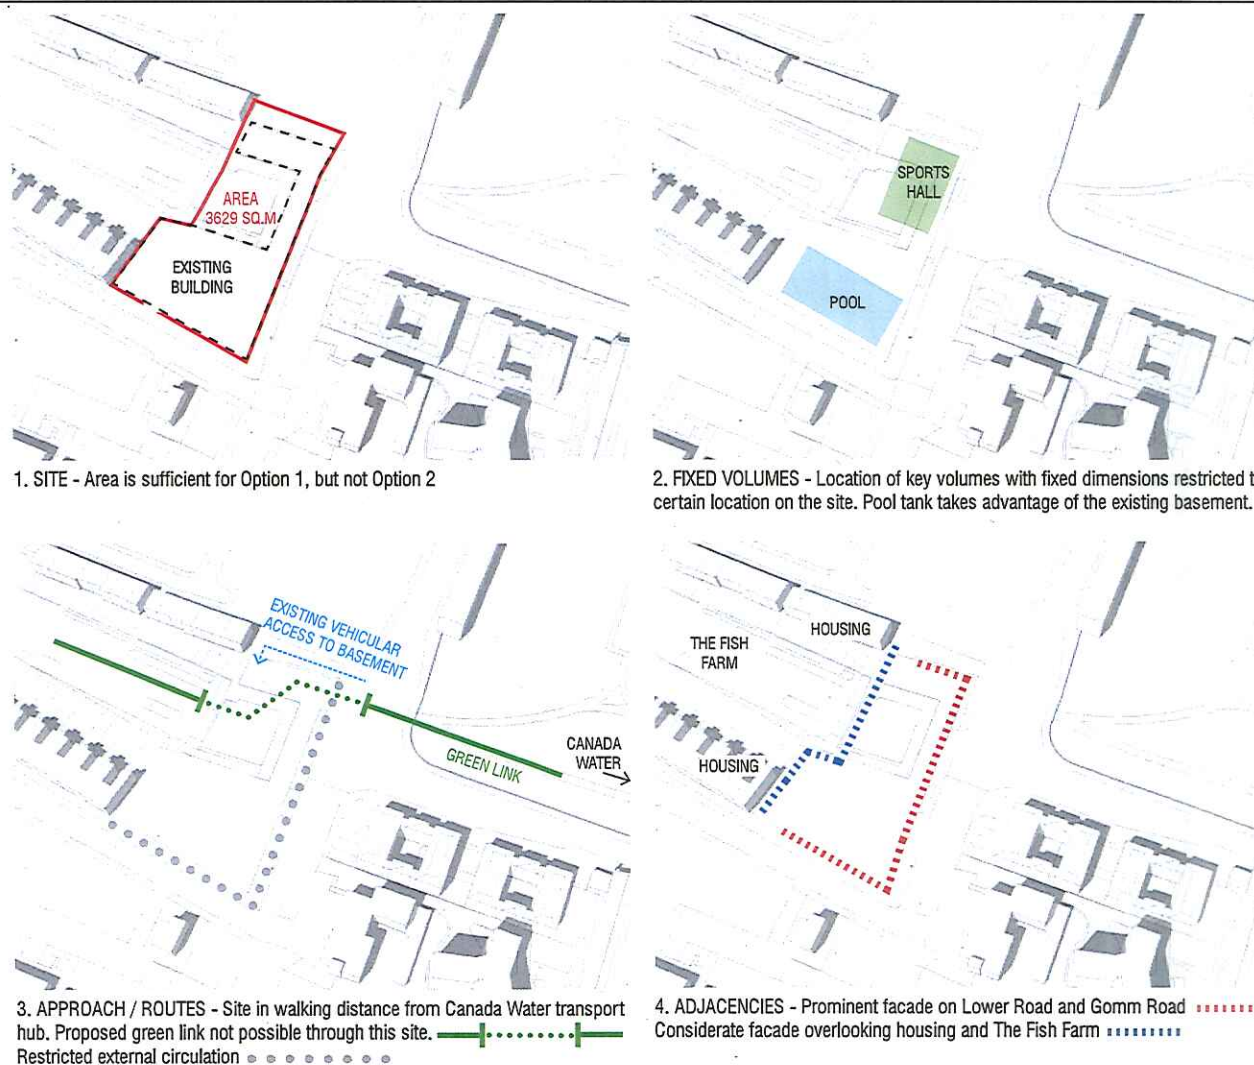 AREA
3629 SQ.M
EXISTING
BUILDING
1. SITE - Area is sufficient for Option 1, but not Option 2
SPORTS
HALL
POOL
2. FIXED VOLUMES - Location of key volumes with fixed dimensions restricted t
certain location on the site. Pool tank takes advantage of the existing basement.
EXISTING VEHICULAR
ACCESS TO BASEMENT
GREEN LINK
CANADA
WATER
3. APPROACH / ROUTES - Site in walking distance from Canada Water transport
hub. Proposed green link not possible through this site.
Restricted external circulation
HOUSING
THE FISH
FARM
HOUSING
4. ADJACENCIES - Prominent facade on Lower Road and Gomm Road
Considerate facade overlooking housing and The Fish Farm